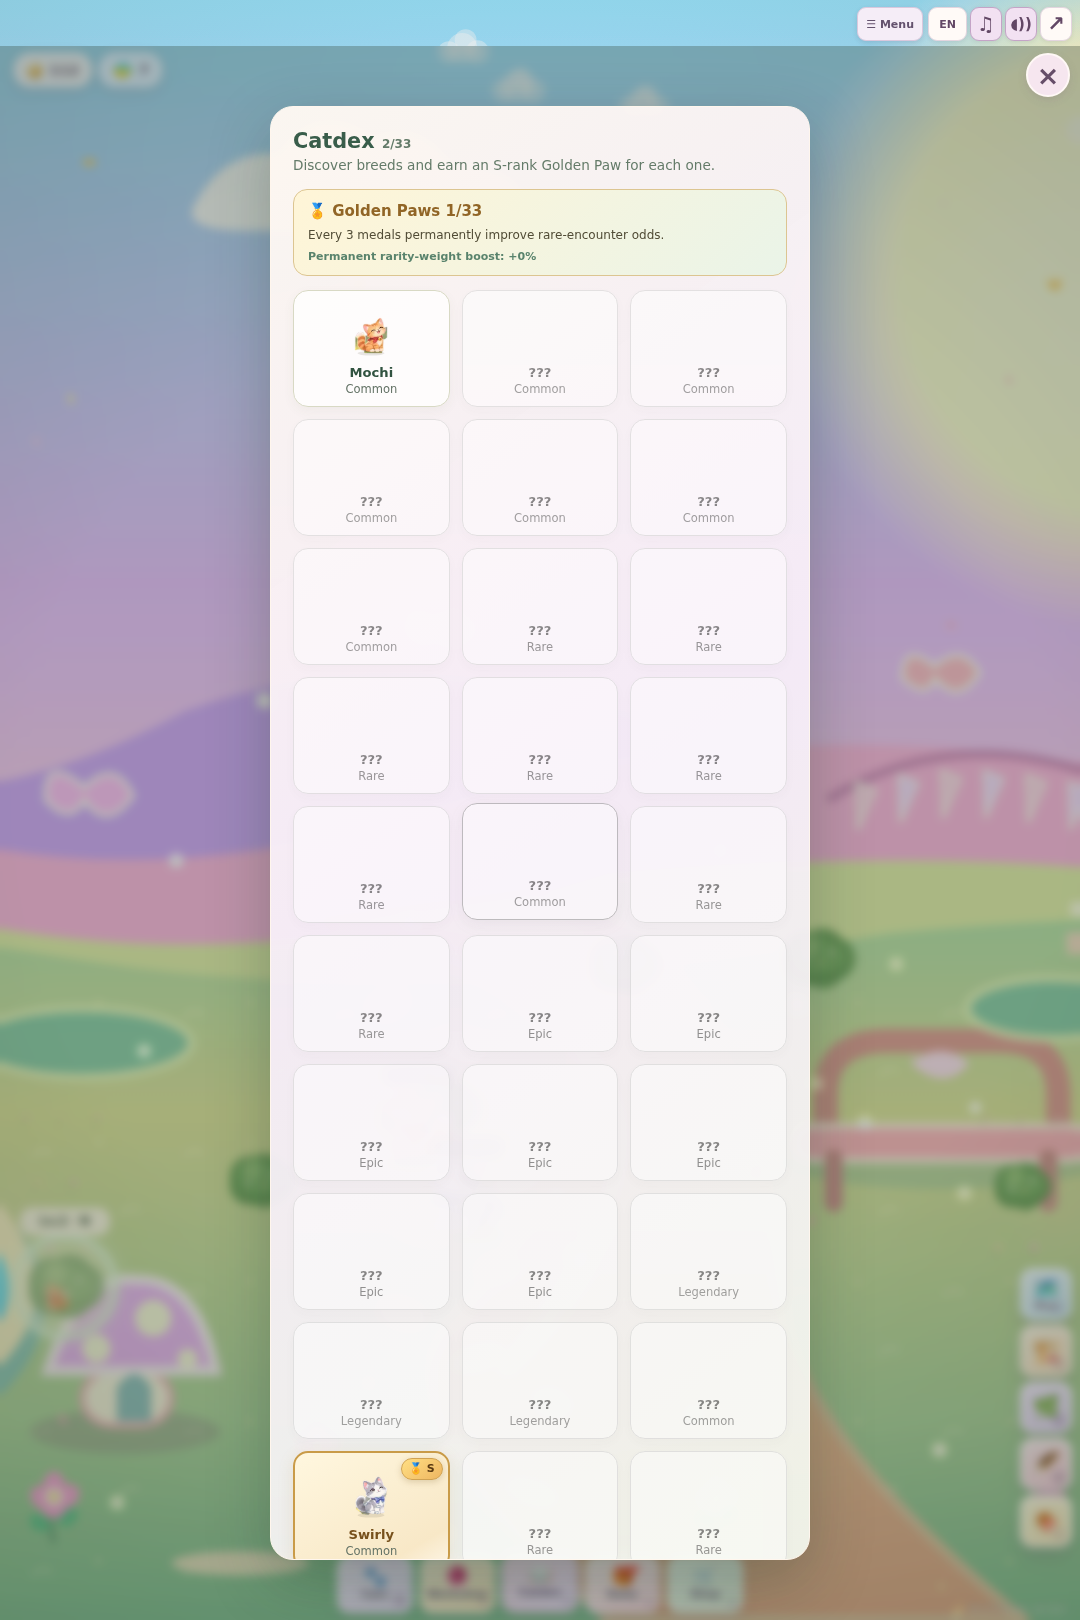 ☰ Menu
EN
Catdex 2/33
Discover breeds and earn an S-rank Golden Paw for each one.
Golden Paws 1/33
Every 3 medals permanently improve rare-encounter odds.
Permanent rarity-weight boost: +0%
Mochi
Common
???
Common
???
Common
???
Common
???
Common
???
Common
???
Common
???
Rare
???
Rare
???
Rare
???
Rare
???
Rare
???
Rare
???
Common
???
Rare
???
Rare
???
Epic
???
Epic
???
Epic
???
Epic
???
Epic
???
Epic
???
Epic
???
Legendary
???
Legendary
???
Legendary
???
Common
S
Swirly
Common
???
Rare
???
Rare